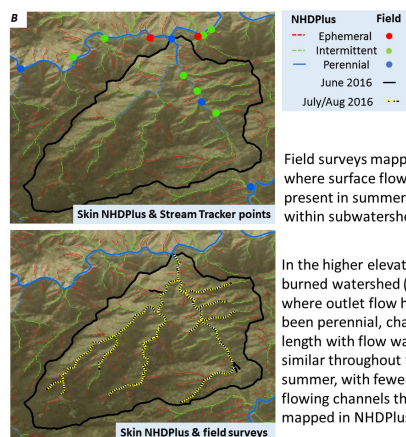 B
NHDPlus Field
Ephemeral
Intermittent
Perennial
June 2016
July/Aug 2016
Skin NHDPlus & Stream Tracker points
Field surveys mapp
where surface flow
present in summer
within subwatershe
In the higher elevat
burned watershed (
where outlet flow h
been perennial, cha
length with flow wa
similar throughout
summer, with fewe
flowing channels th
mapped in NHDPlus
Skin NHDPlus & field surveys